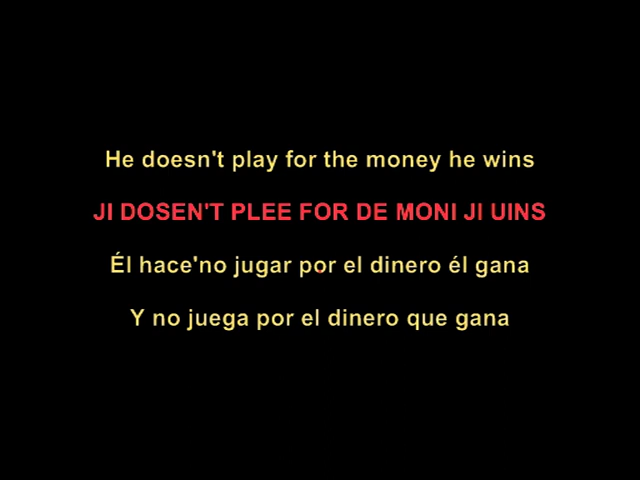 He doesn't play for the money he wins
JI DOSEN'T PLEE FOR DE MONI JI UINS
Él hace'no jugar por el dinero él gana
Y no juega por el dinero que gana